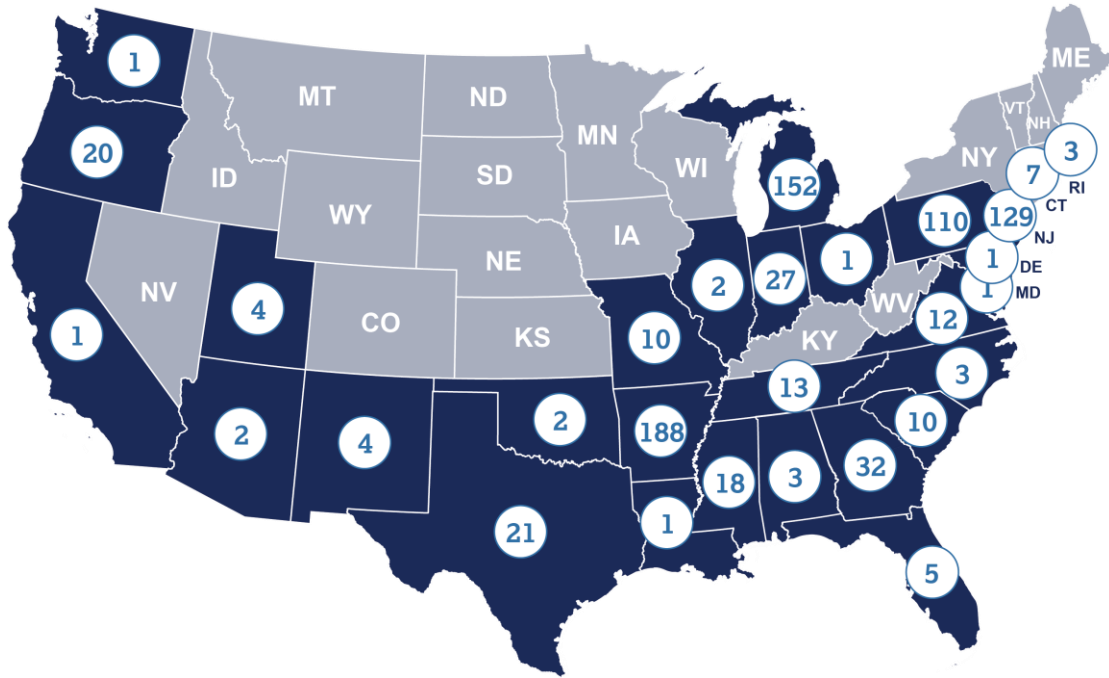 1
ME
MT
ND
VT
MN
NH
20
3
NY
WI
ID
SD
7
RI
152
CT
WY
110
129
NJ
IA
NE
1
1
DE
NV
2
27
1
MD
4
CO
WV
12
KS
1
10
KY
3
13
2
4
2
188
10
32
18
3
21
1
5